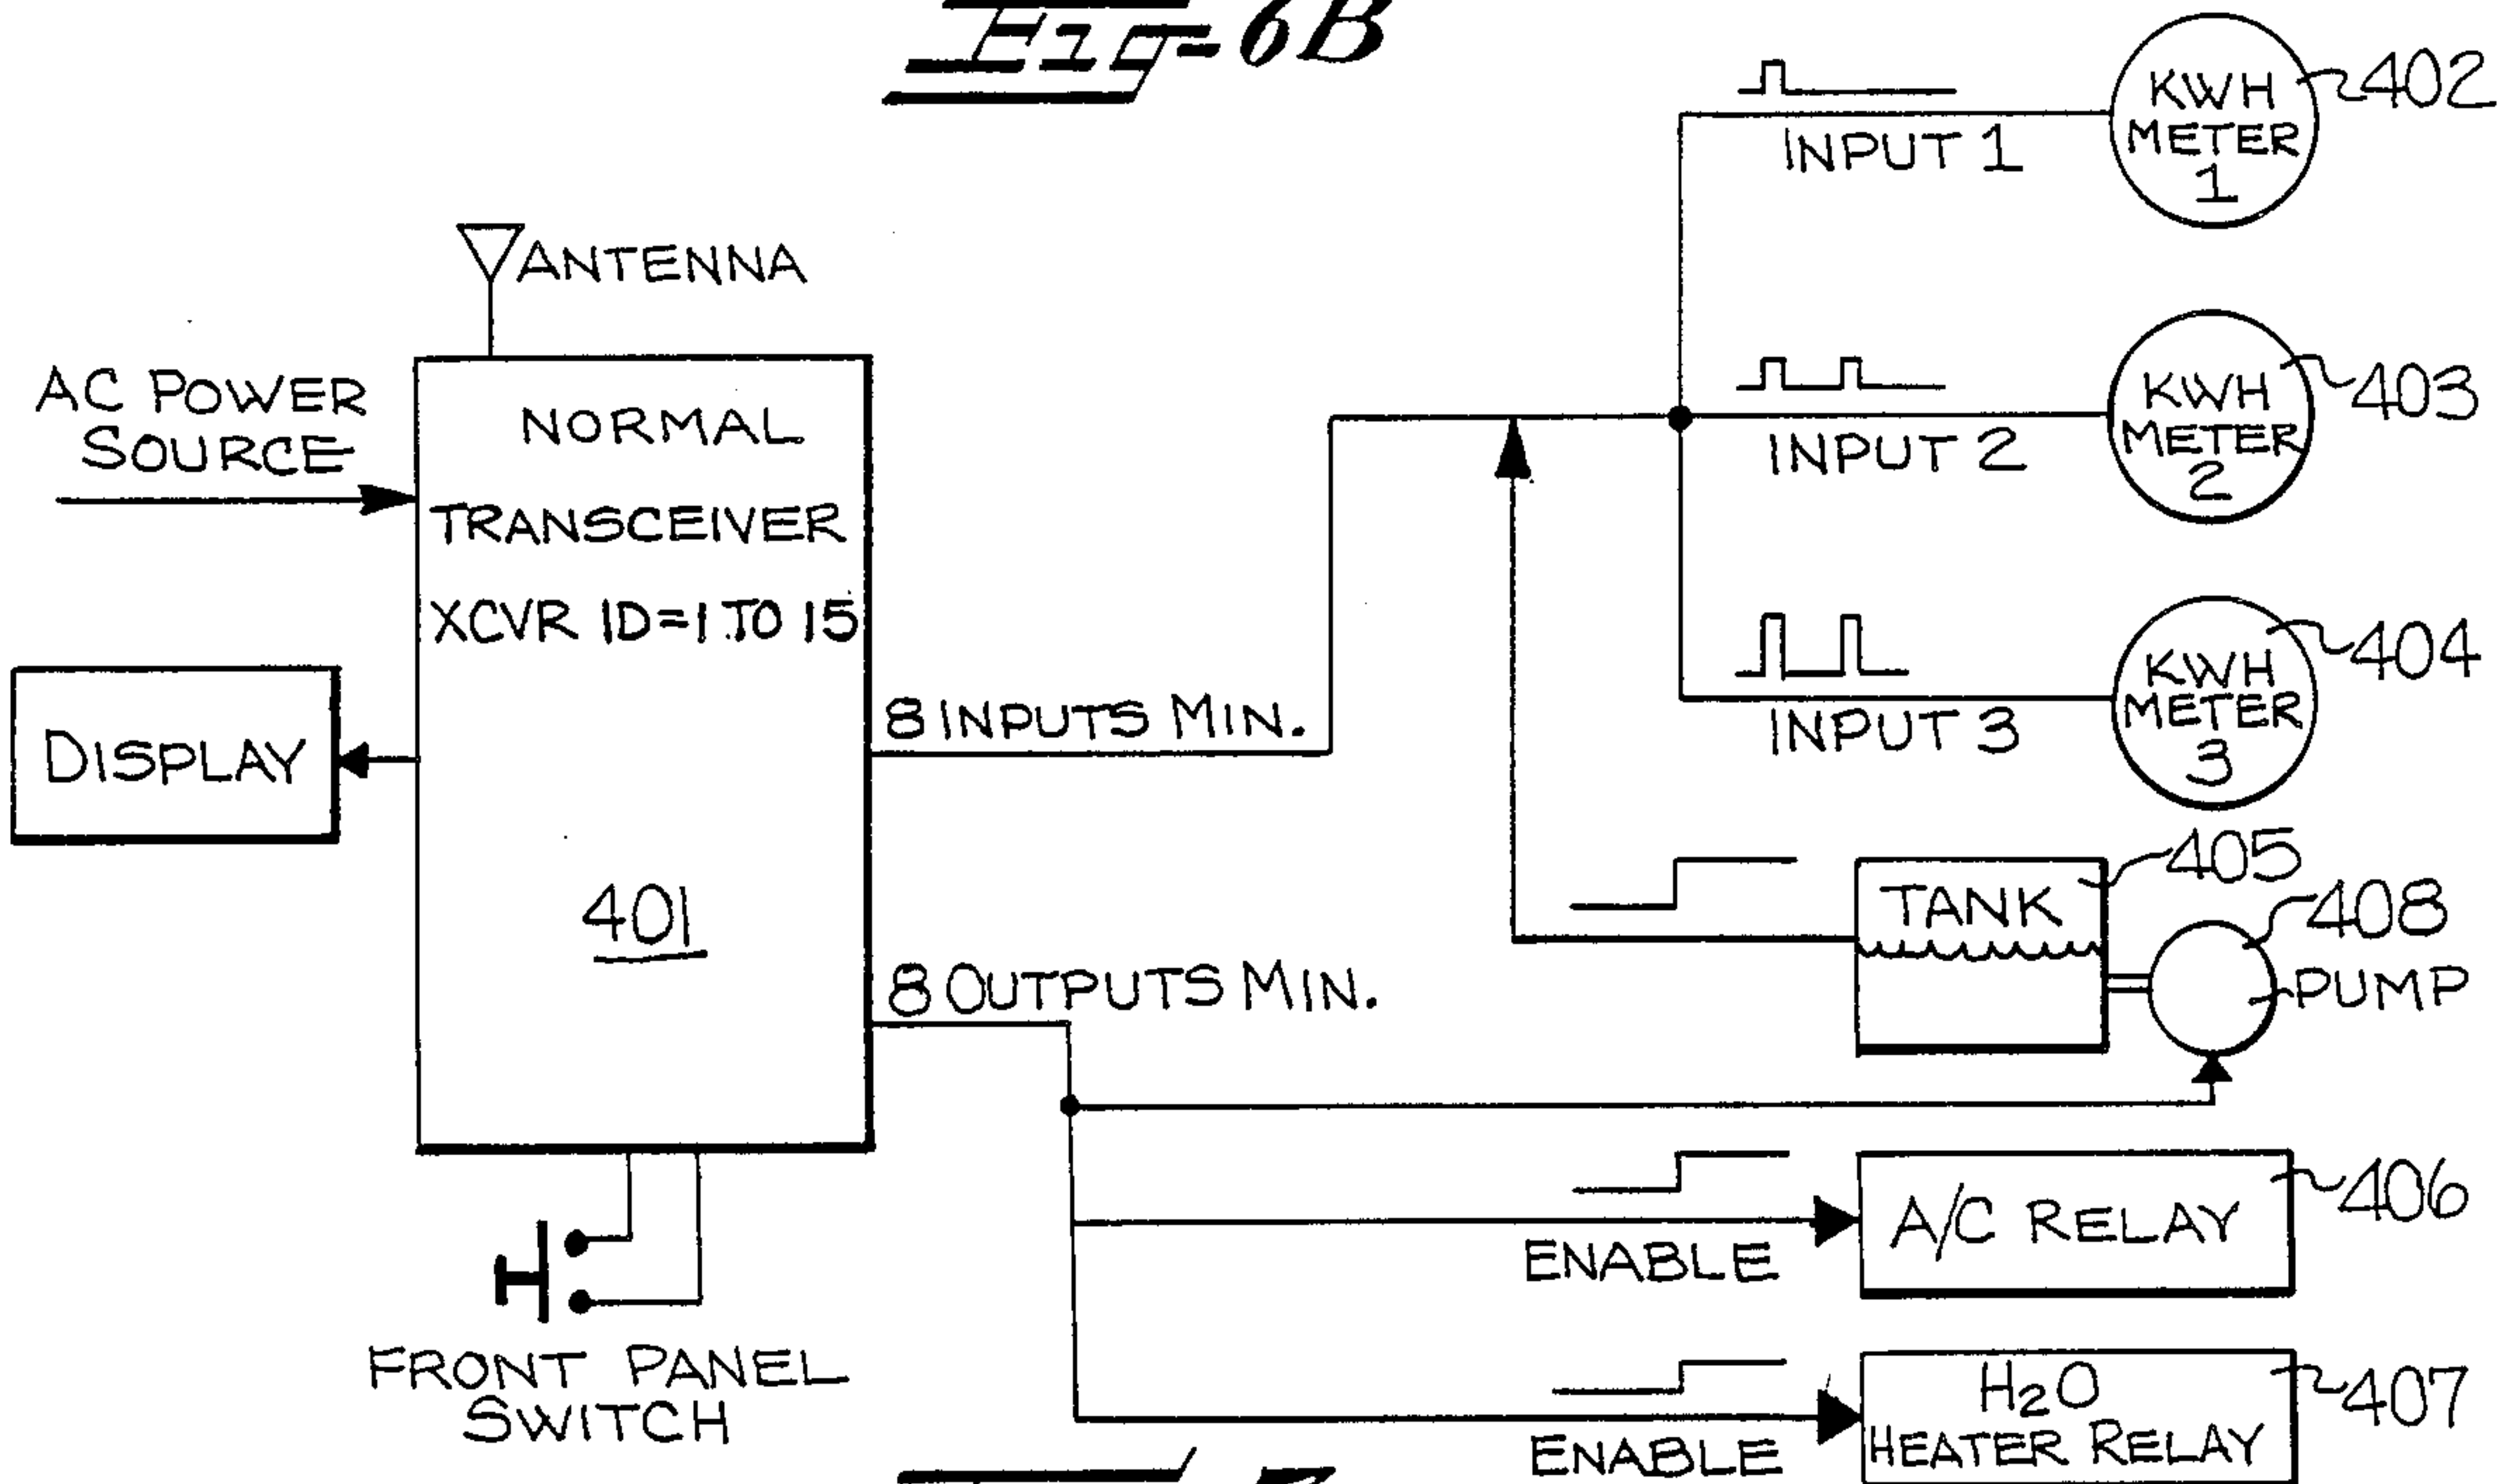 Fig-6B
KWH
METER
1
402
INPUT 1
ANTENNA
AC POWER
SOURCE
NORMAL
TRANSCEIVER
XCVR ID=1 TO 15
401
DISPLAY
KWH
METER
2
403
INPUT 2
KWH
METER
3
404
INPUT 3
8 INPUTS MIN.
TANK
405
408
PUMP
8 OUTPUTS MIN.
A/C RELAY
406
ENABLE
FRONT PANEL
SWITCH
H2O
HEATER RELAY
407
ENABLE